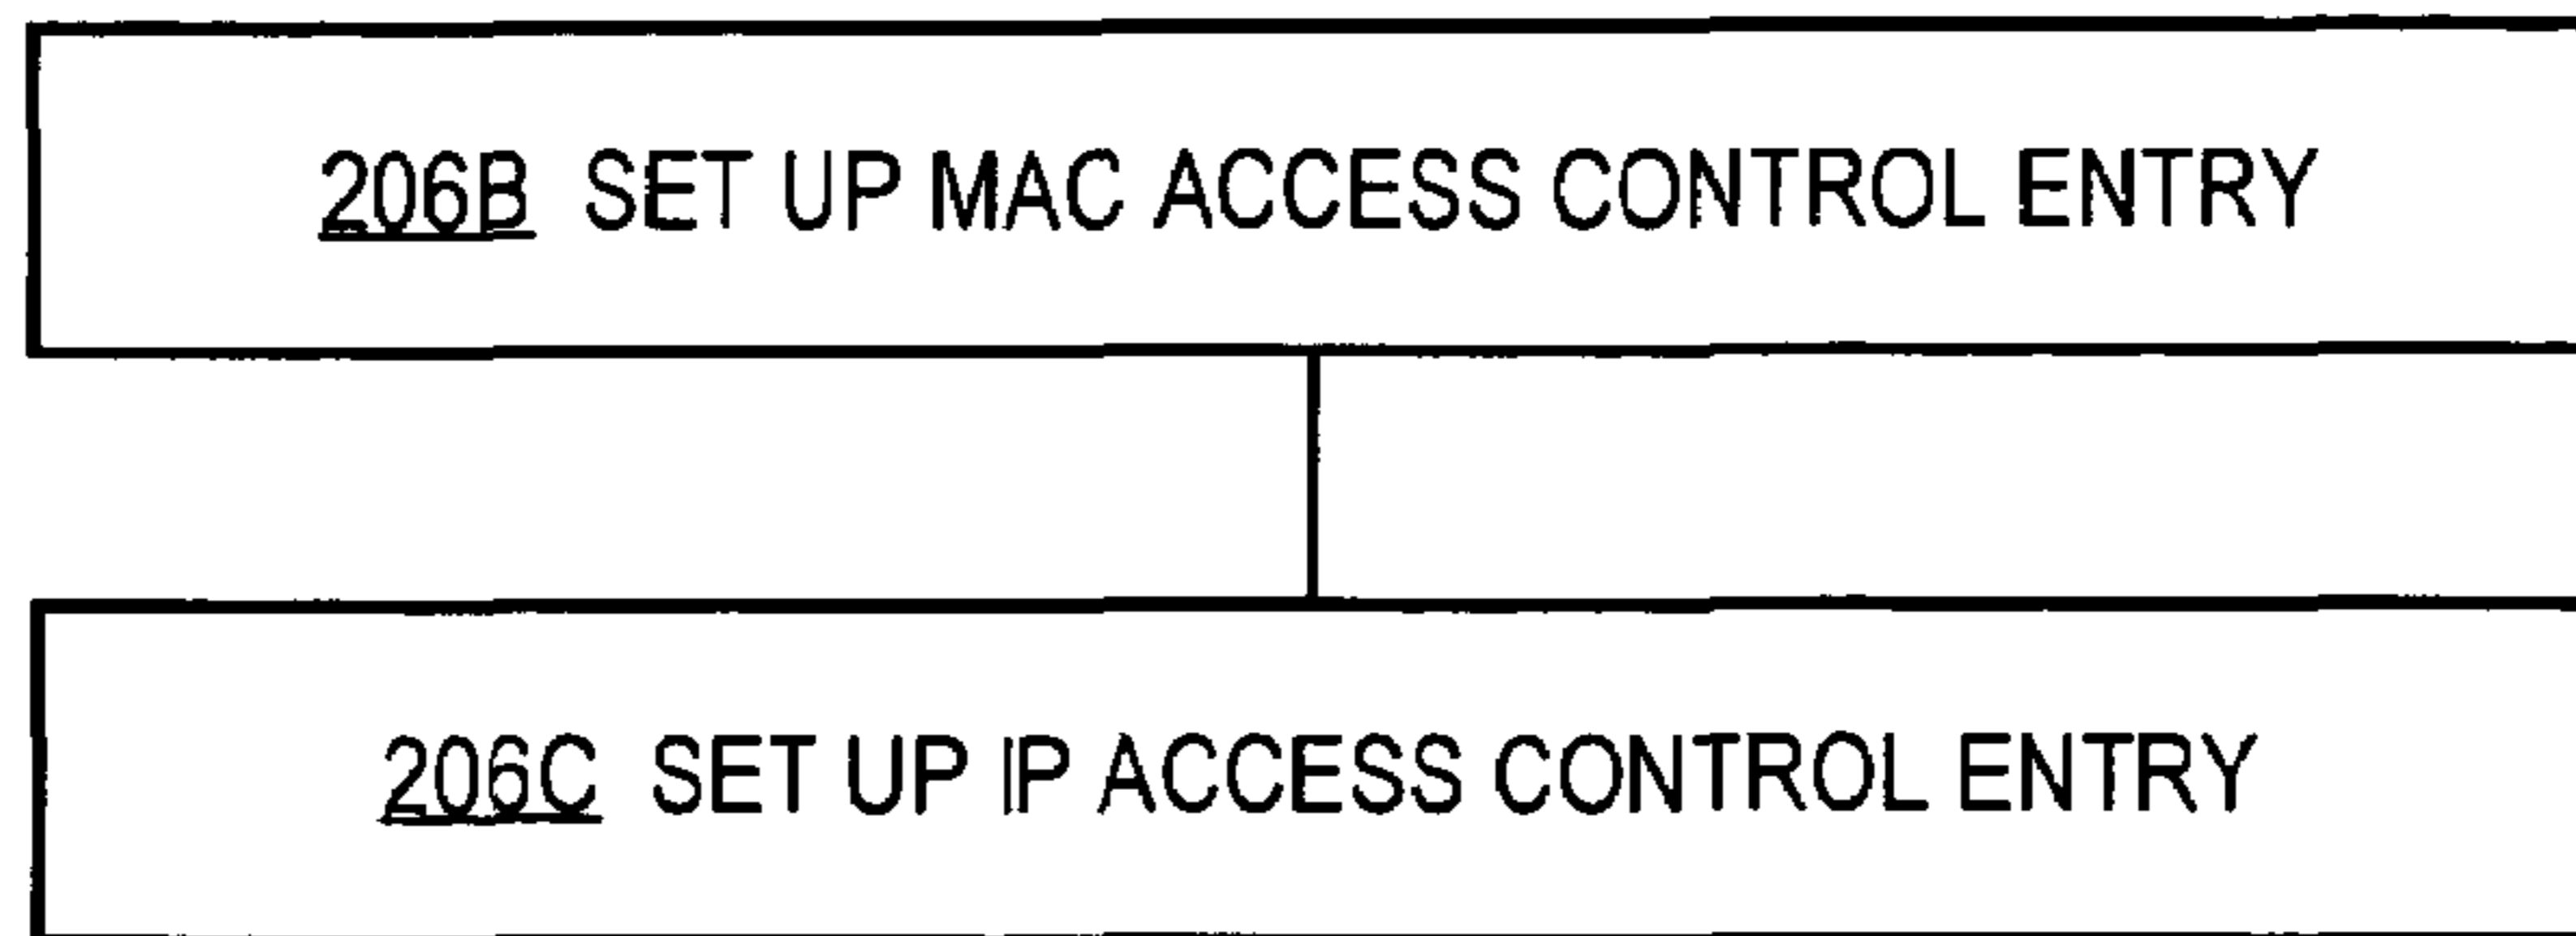 206B SET UP MAC ACCESS CONTROL ENTRY
206C SET UP IP ACCESS CONTROL ENTRY